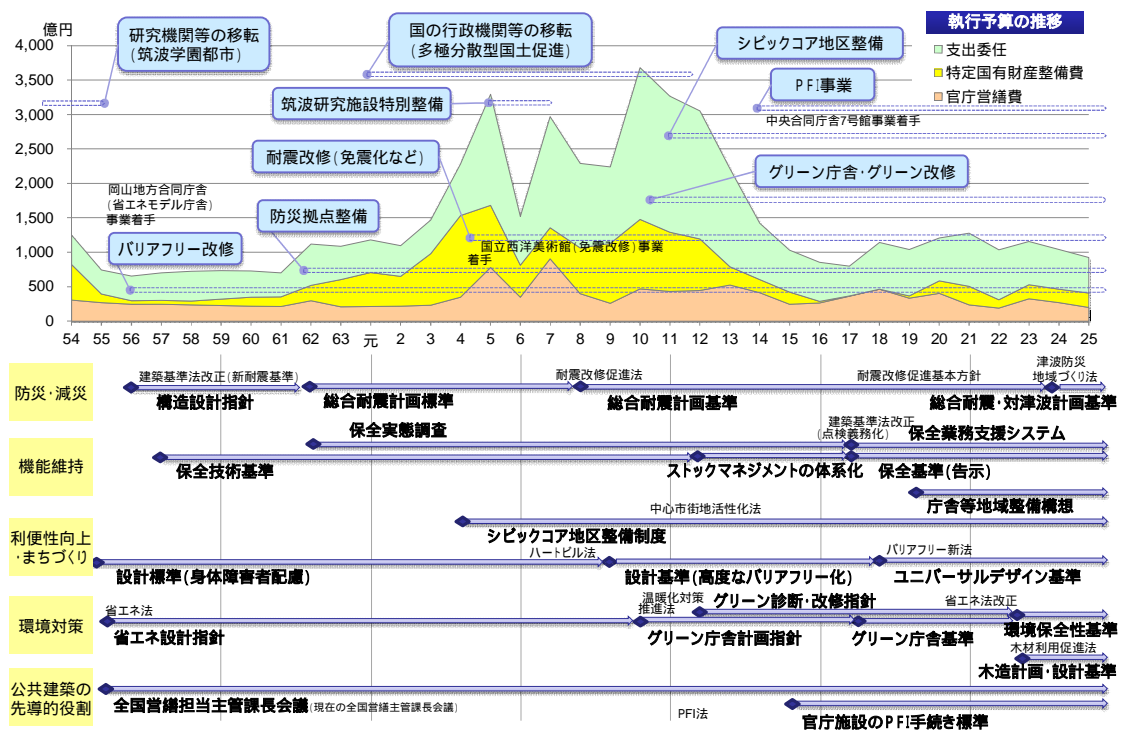 執行予算の推移
億円
支出委任
特定国有財産整備費
官庁営繕費
4,000
3,500
3,000
2,500
2,000
1,500
1,000
500
0
研究機関等の移転
(筑波学園都市)
国の行政機関等の移転
(多極分散型国土促進)
シビックコア地区整備
筑波研究施設特別整備
PFI事業
中央合同庁舎7号館事業着手
耐震改修(免震化など)
グリーン庁舎・グリーン改修
岡山地方合同庁舎
(省エネモデル庁舎)
事業着手
防災拠点整備
バリアフリー改修
国立西洋美術館(免震改修)事業
着手
54 55 56 57 58 59 60 61 62 63 元 2 3 4 5 6 7 8 9 10 11 12 13 14 15 16 17 18 19 20 21 22 23 24 25
防災・減災
建築基準法改正(新耐震基準)
構造設計指針
総合耐震計画標準
耐震改修促進法
総合耐震計画基準
耐震改修促進基本方針
津波防災
地域づくり法
総合耐震・対津波計画基準
機能維持
保全実態調査
建築基準法改正
(点検義務化)
保全業務支援システム
保全技術基準
ストックマネジメントの体系化
保全基準(告示)
利便性向上
・まちづくり
庁舎等地域整備構想
中心市街地活性化法
シビックコア地区整備制度
ハートビル法
バリアフリー新法
設計標準(身体障害者配慮)
設計基準(高度なバリアフリー化)
ユニバーサルデザイン基準
環境対策
省エネ法
省エネ設計指針
温暖化対策
推進法
グリーン診断・改修指針
省エネ法改正
グリーン庁舎計画指針
グリーン庁舎基準
環境保全性基準
木材利用促進法
木造計画・設計基準
公共建築の
先導的役割
全国営繕担当主管課長会議(現在の全国営繕主管課長会議)
PFI法
官庁施設のPFI手続き標準